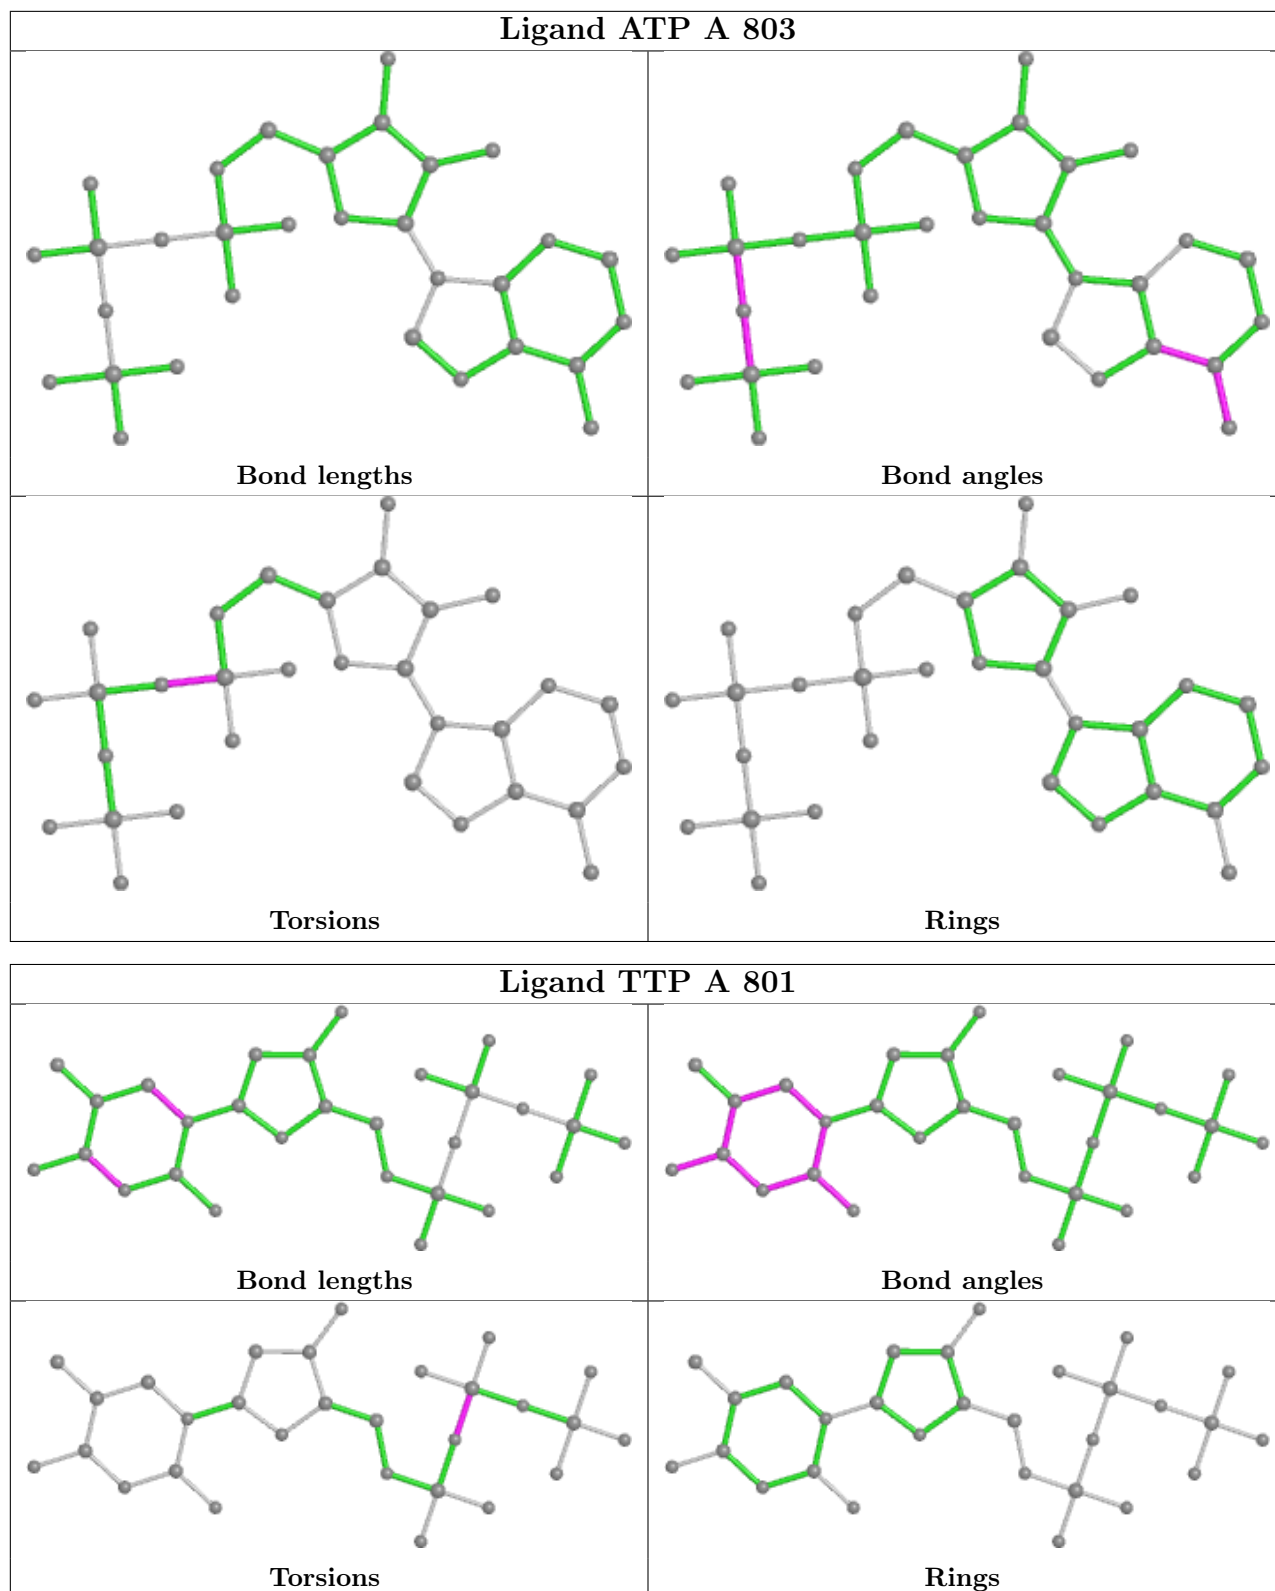 Ligand ATP A 803
Bond lengths
Bond angles
Torsions
Rings
Ligand TTP A 801
Bond lengths
Bond angles
Torsions
Rings